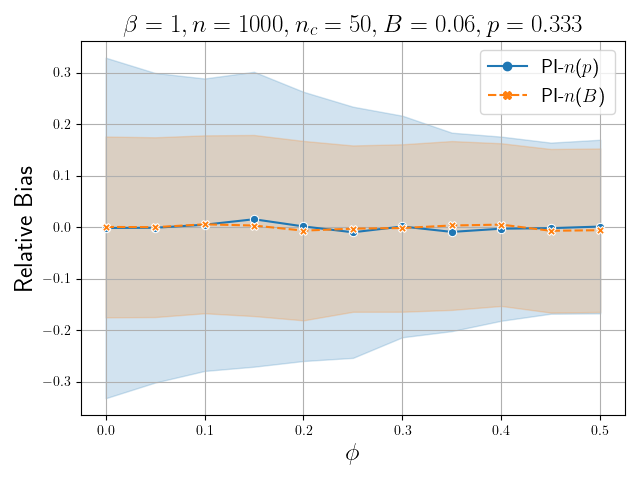 β = 1, n = 1000, n_c = 50, B = 0.06, p = 0.333
PI-n(p)
PI-n(B)
Relative Bias
0.3
0.2
0.1
0.0
−0.1
−0.2
−0.3
0.0 0.1 0.2 0.3 0.4 0.5
ϕ